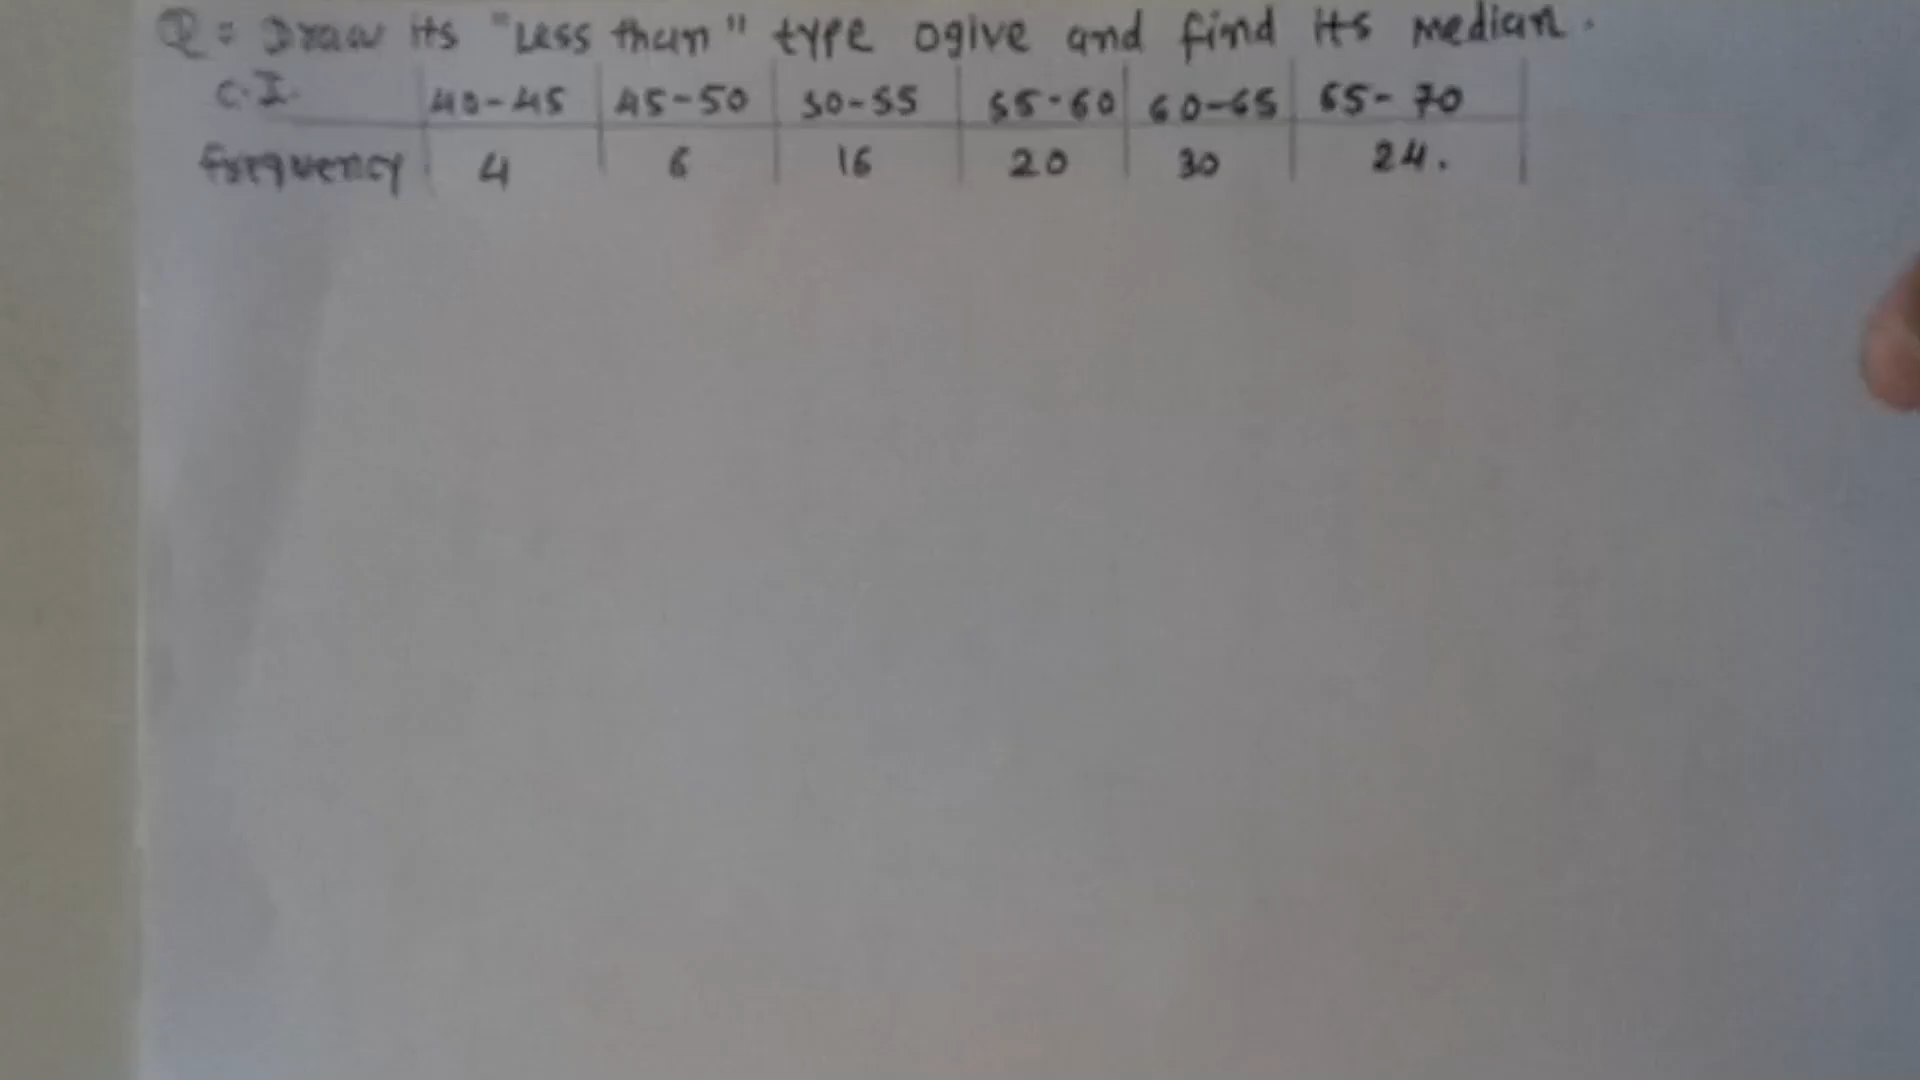 Q: Draw its "Less than" type ogive and find its median.
C.I. 40-45 45-50 50-55 55-60 60-65 65-70
frequency 4 6 16 20 30 24.